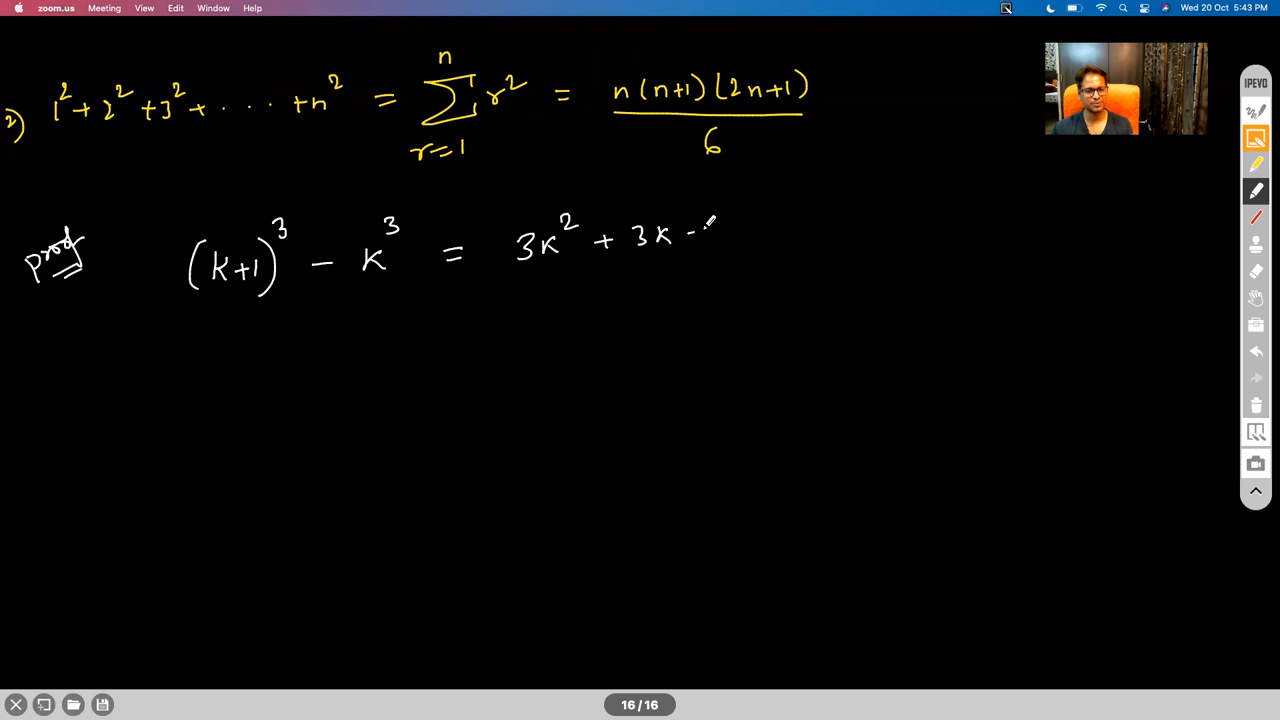 zoom.us Meeting View Edit Window Help Wed 20 Oct 5:43 PM
IPEVO
2) 1² + 2² + 3² + . . . . + n² = ∑ₙ r=1 r² = n(n+1)(2n+1) / 6
Proof (k+1)³ - k³ = 3k² + 3k -
16 / 16